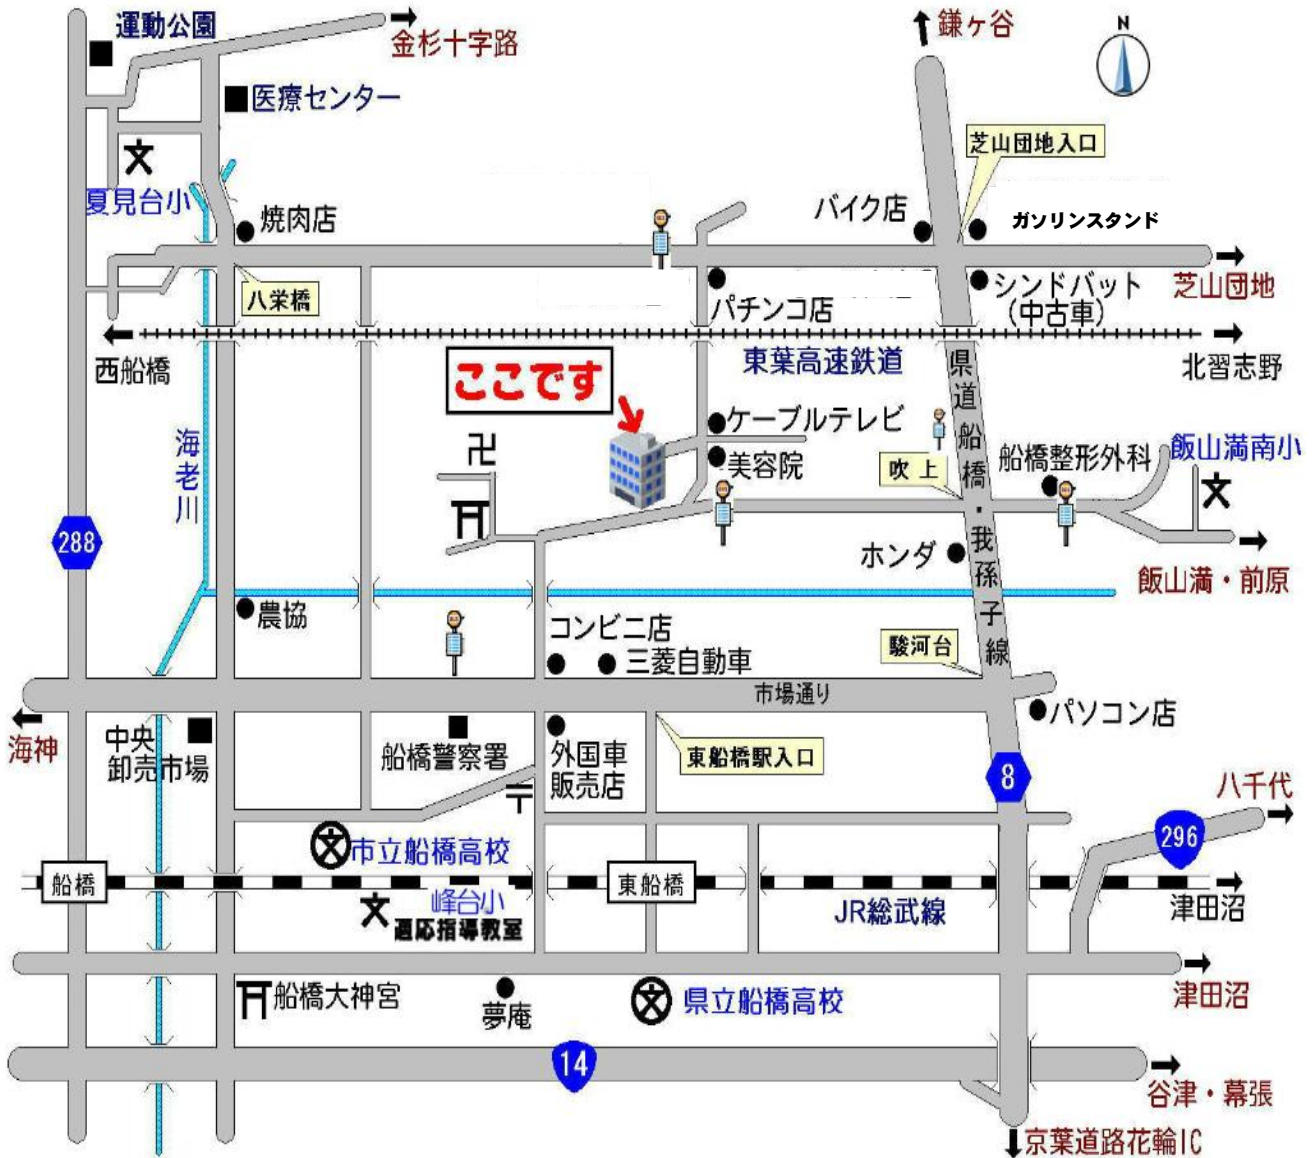 運動公園
金杉十字路
鎌ヶ谷
N
医療センター
芝山団地入口
夏見台小
焼肉店
バイク店
ガソリンスタンド
八栄橋
パチンコ店
シンドバット
(中古車)
芝山団地
西船橋
東葉高速鉄道
北習志野
ここです
県道船橋・我孫子線
ケーブルテレビ
海老川
美容院
吹上
船橋整形外科
飯山満南小
288
ホンダ
飯山満・前原
農協
コンビニ店
三菱自動車
駿河台
市場通り
海神
中央
卸売市場
船橋警察署
外国車
販売店
東船橋駅入口
パソコン店
8
八千代
296
市立船橋高校
船橋
東船橋
峰台小
適応指導教室
JR総武線
津田沼
船橋大神宮
夢庵
県立船橋高校
津田沼
14
谷津・幕張
京葉道路花輪IC